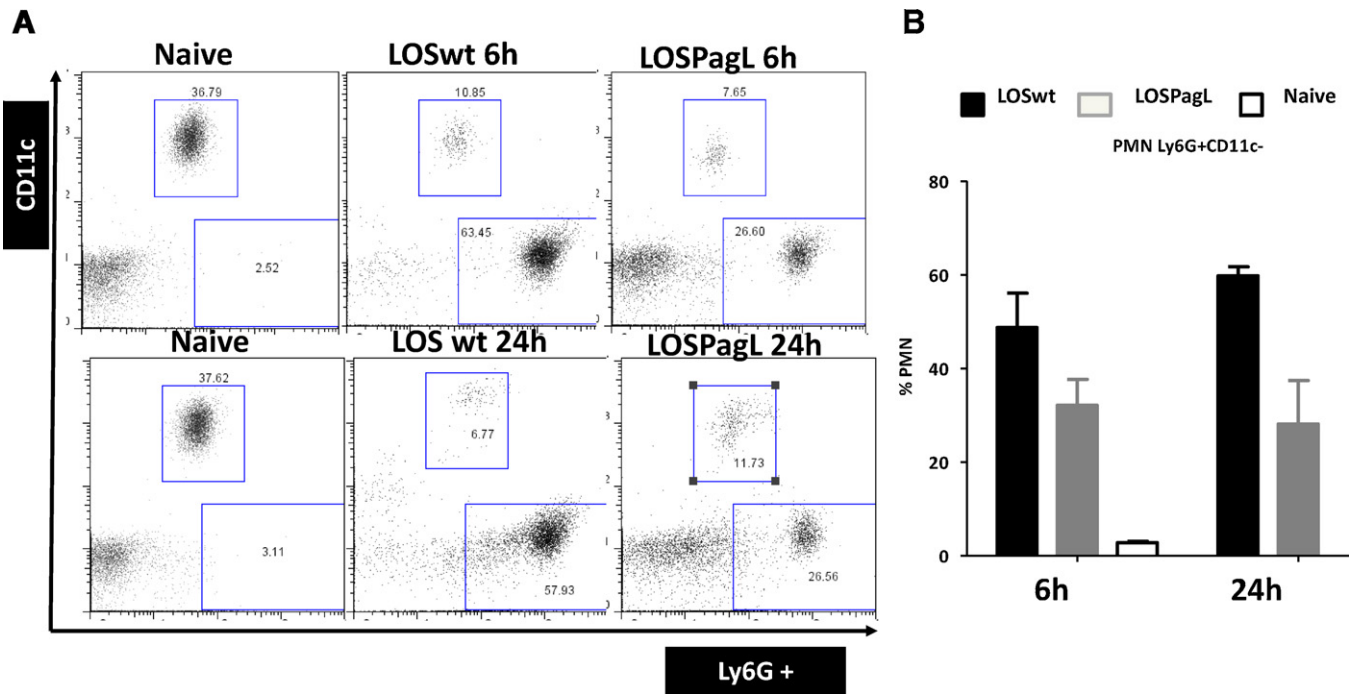 A
Naive
LOSwt 6h
LOSPagL 6h
CD11c
36.79
10.85
7.65
2.52
63.45
26.60
Naive
LOS wt 24h
LOSPagL 24h
37.62
6.77
11.73
3.11
57.93
26.56
Ly6G +
B
LOSwt
LOSPagL
Naive
PMN Ly6G+CD11c-
% PMN
80
60
40
20
0
6h
24h